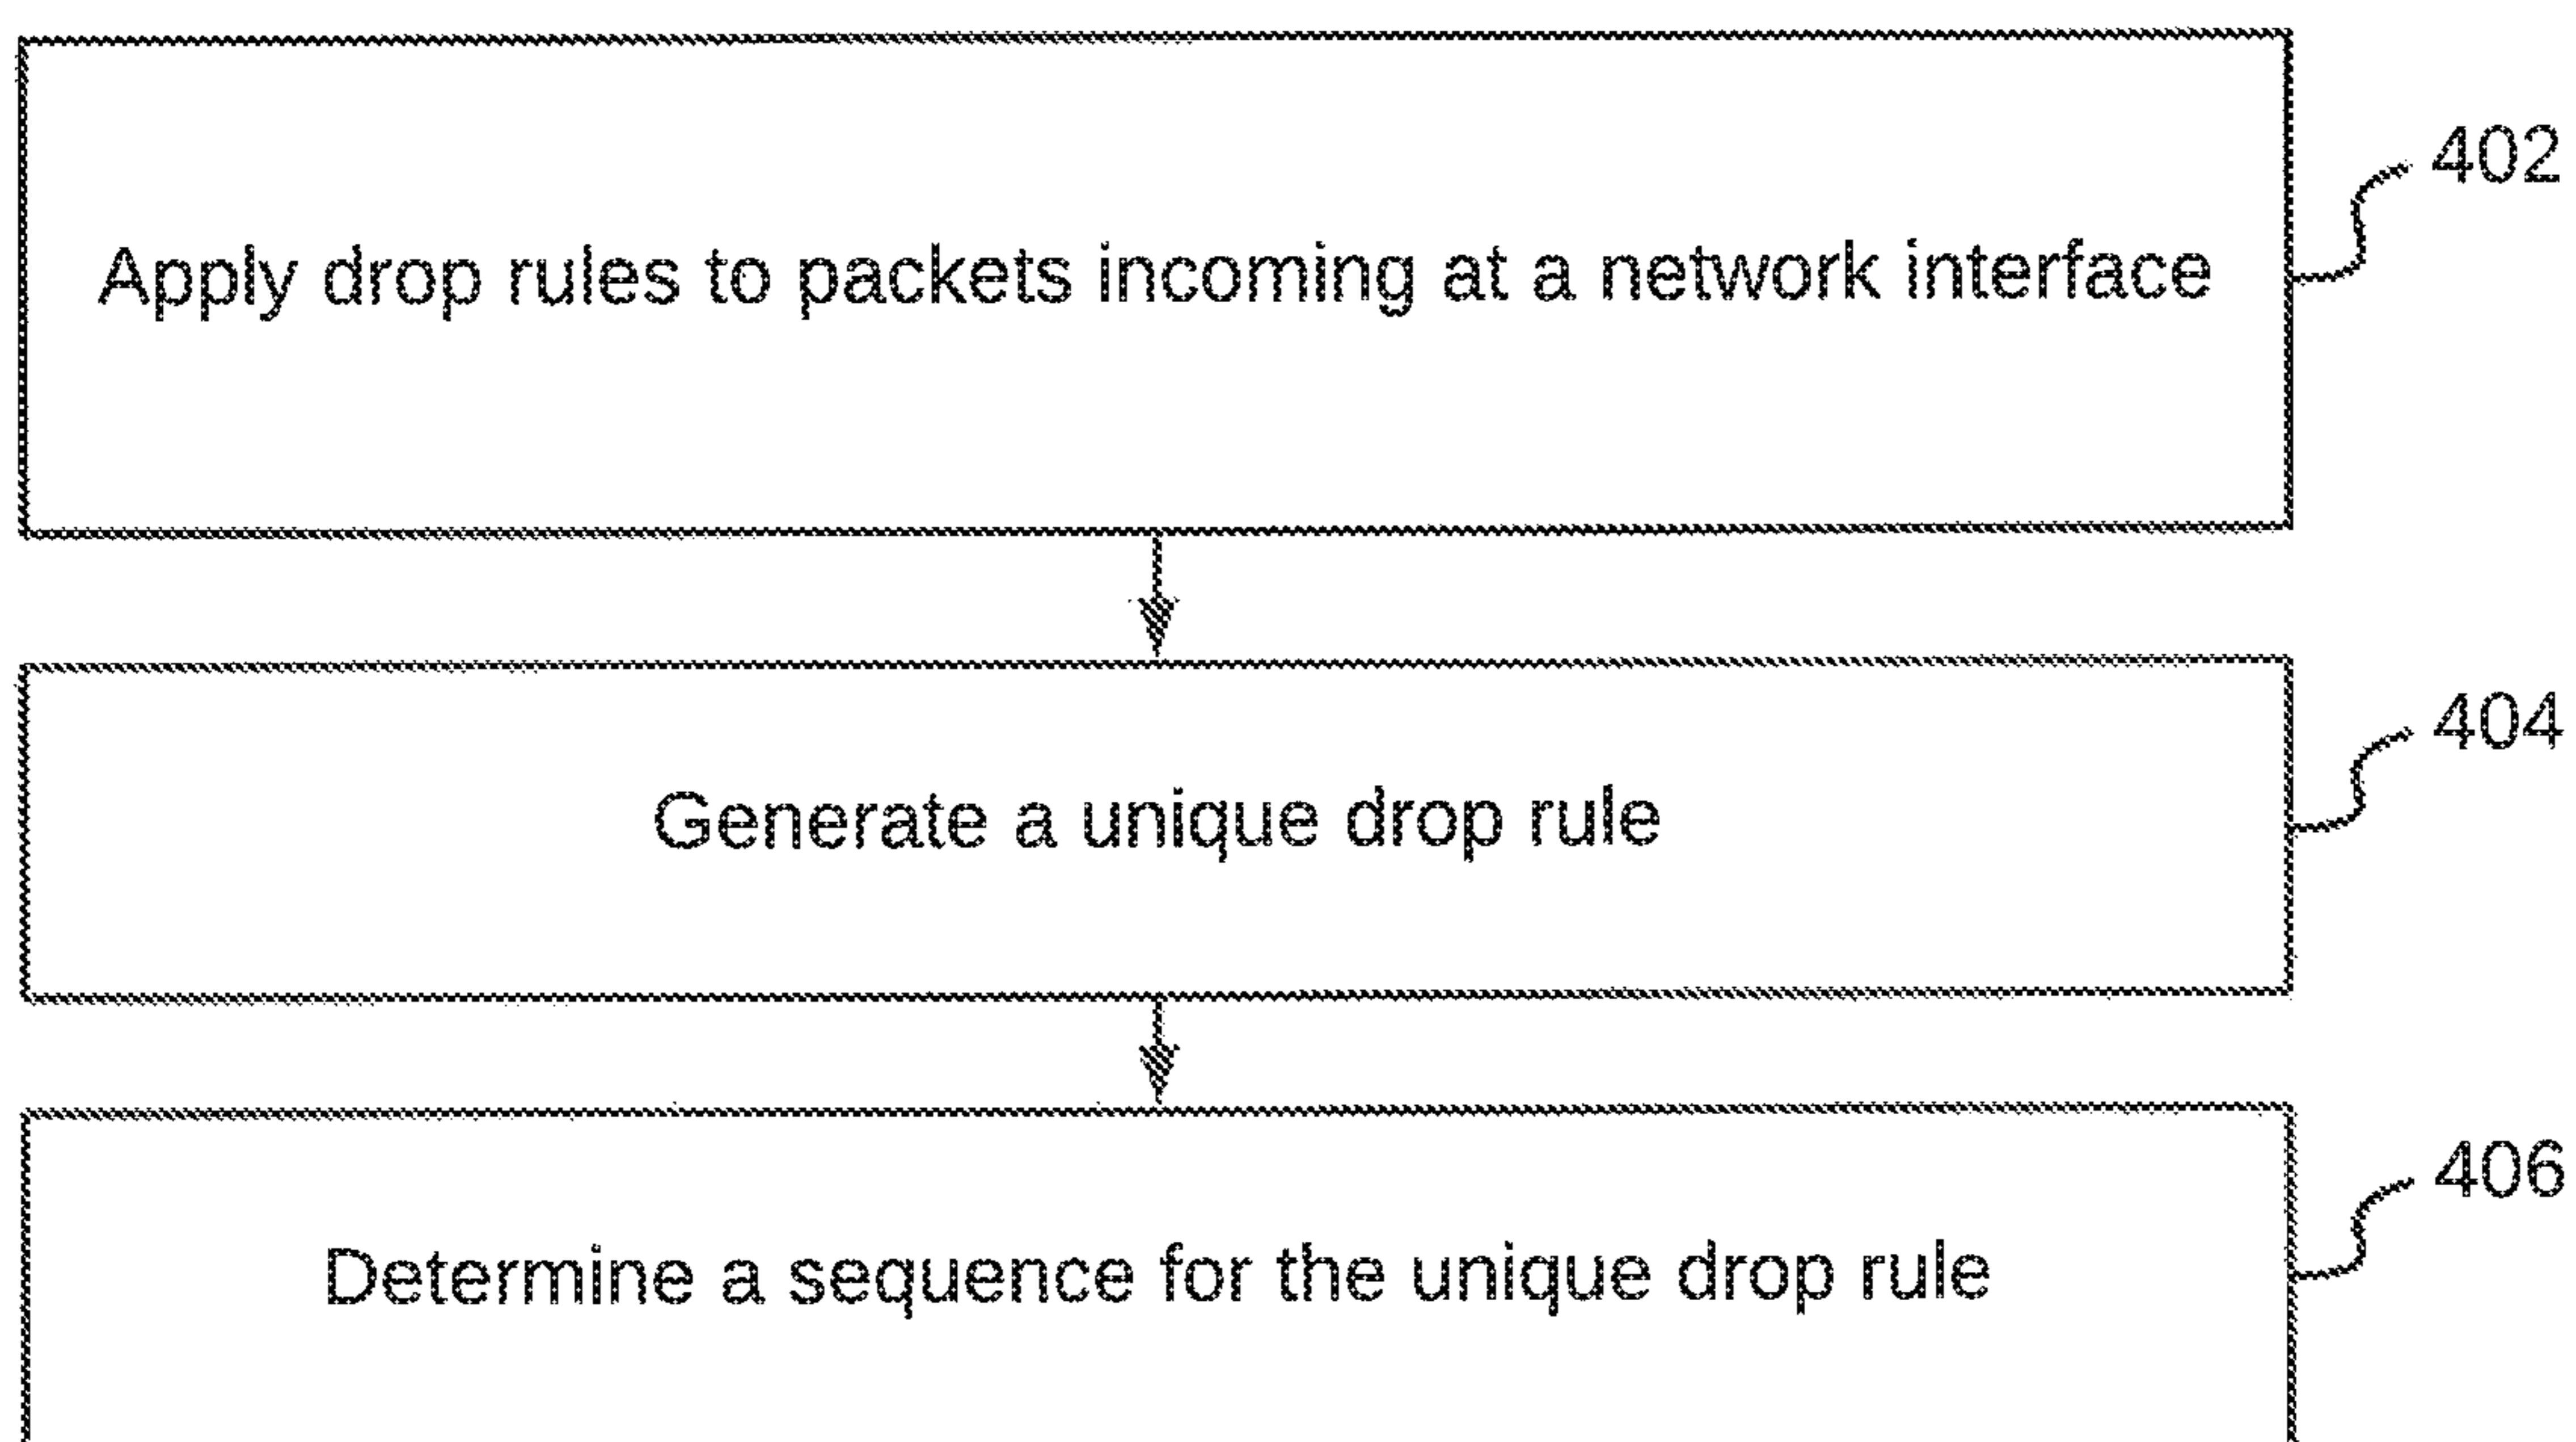 402
Apply drop rules to packets incoming at a network interface
404
Generate a unique drop rule
406
Determine a sequence for the unique drop rule